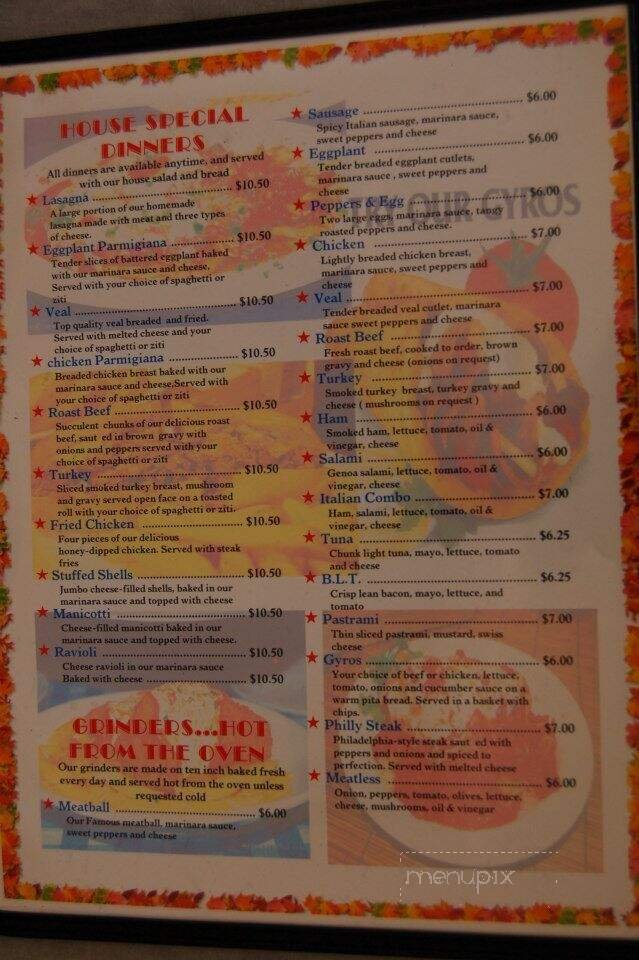 HOUSE SPECIAL
DINNERS
All dinners are available anytime, and served
with our house salad and bread
Lasagna ........ $10.50
A large portion of our homemade
lasagna made with meat and three types
of cheese.
Eggplant Parmigiana ........ $10.50
Tender slices of battered eggplant baked
with our marinara sauce and cheese.
Served with your choice of spaghetti or
ziti
Veal ........ $10.50
Top quality veal breaded and fried.
Served with melted cheese and your
choice of spaghetti or ziti
chicken Parmigiana ........ $10.50
Breaded chicken breast baked with our
marinara sauce and cheese,Served with
your choice of spaghetti or ziti
Roast Beef ........ $10.50
Succulent chunks of our delicious roast
beef, saut ed in brown gravy with
onions and peppers served with your
choice of spaghetti or ziti
Turkey ........ $10.50
Sliced smoked turkey breast, mushroom
and gravy served open face on a toasted
roll with your choice of spaghetti or ziti.
Fried Chicken ........ $10.50
Four pieces of our delicious
honey-dipped chicken. Served with steak
fries
Stuffed Shells ........ $10.50
Jumbo cheese-filled shells, baked in our
marinara sauce and topped with cheese
Manicotti ........ $10.50
Cheese-filled manicotti baked in our
marinara sauce and topped with cheese.
Ravioli ........ $10.50
Cheese ravioli in our marinara sauce
Baked with cheese ........ $10.50
GRINDERS...HOT
FROM THE OVEN
Our grinders are made on ten inch baked fresh
every day and served hot from the oven unless
requested cold
Meatball ........ $6.00
Our Famous meatball, marinara sauce,
sweet peppers and cheese
Sausage ........ $6.00
Spicy Italian sausage, marinara sauce,
sweet peppers and cheese
Eggplant ........ $6.00
Tender breaded eggplant cutlets,
marinara sauce , sweet peppers and
cheese
OUR GYROS
Peppers & Egg ........ $6.00
Two large eggs, marinara sauce, tangy
roasted peppers and cheese.
Chicken ........ $7.00
Lightly breaded chicken breast,
marinara sauce, sweet peppers and
cheese
Veal ........ $7.00
Tender breaded veal cutlet, marinara
sauce sweet peppers and cheese
Roast Beef ........ $7.00
Fresh roast beef, cooked to order, brown
gravy and cheese (onions on request)
Turkey ........ $7.00
Smoked turkey breast, turkey gravy and
cheese ( mushrooms on request )
Ham ........ $6.00
Smoked ham, lettuce, tomato, oil &
vinegar, cheese
Salami ........ $6.00
Genoa salami, lettuce, tomato, oil &
vinegar, cheese
Italian Combo ........ $7.00
Ham, salami, lettuce, tomato, oil &
vinegar, cheese
Tuna ........ $6.25
Chunk light tuna, mayo, lettuce, tomato
and cheese
B.L.T. ........ $6.25
Crisp lean bacon, mayo, lettuce, and
tomato
Pastrami ........ $7.00
Thin sliced pastrami, mustard, swiss
cheese
Gyros ........ $6.00
Your choice of beef or chicken, lettuce,
tomato, onions and cucumber sauce on a
warm pita bread. Served in a basket with
chips.
Philly Steak ........ $7.00
Philadelphia-style steak saut ed with
peppers and onions and spiced to
perfection. Served with melted cheese
Meatless ........ $6.00
Onion, peppers, tomato, olives, lettuce,
cheese, mushrooms, oil & vinegar
menupix